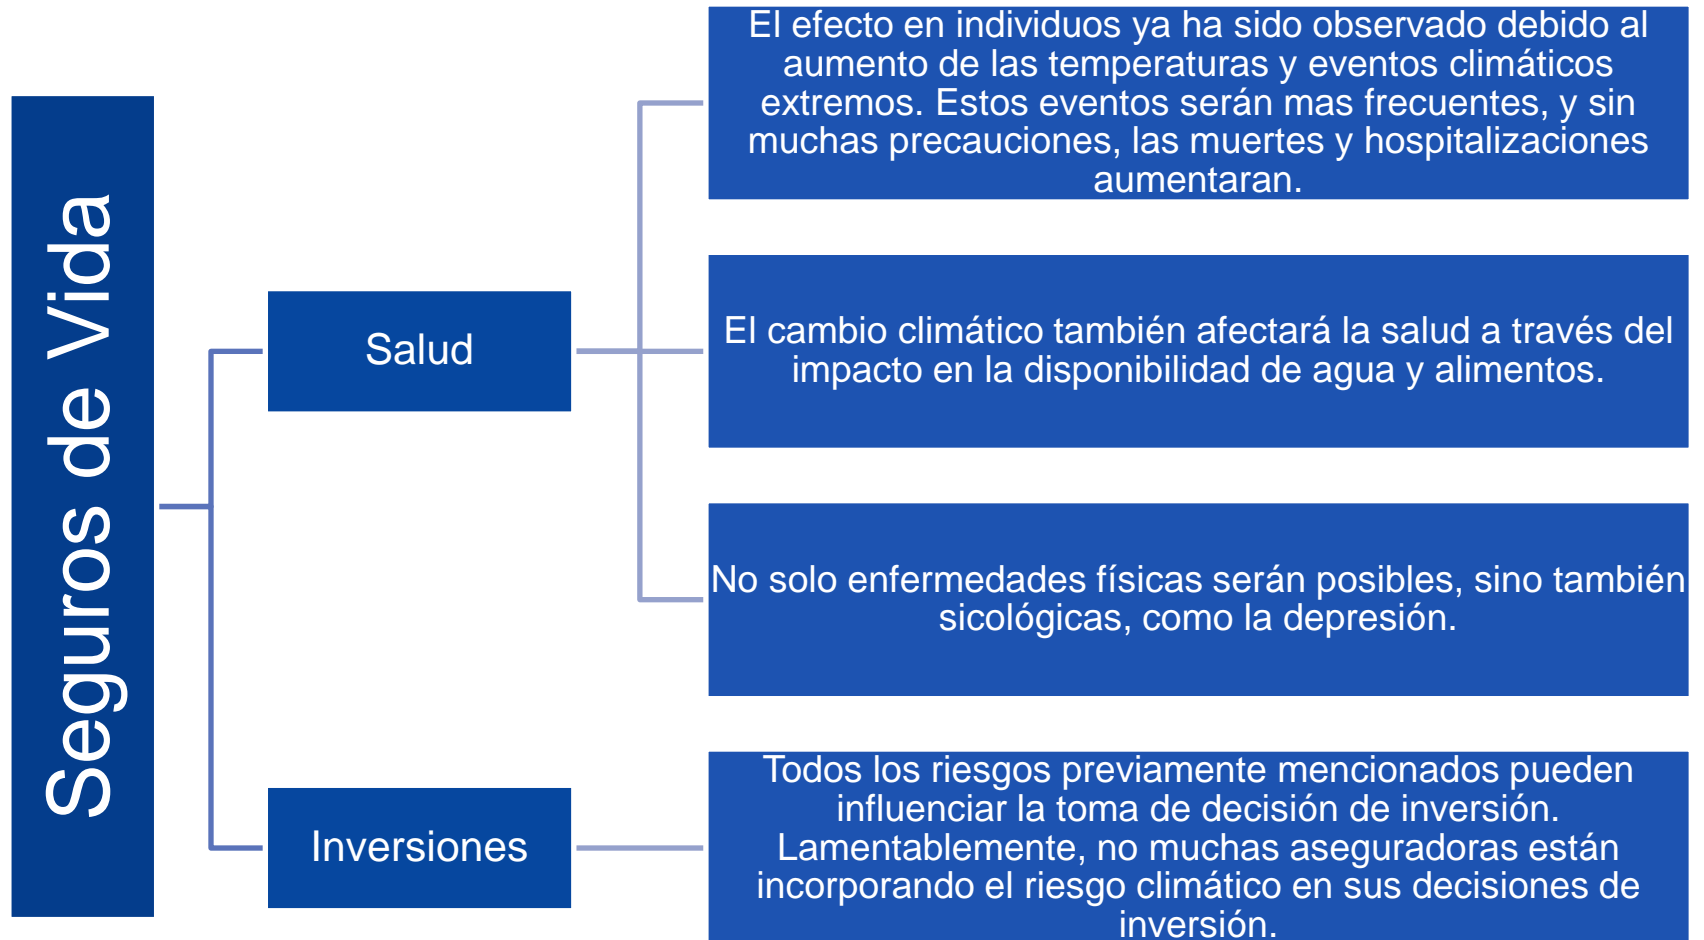 Seguros de Vida
Salud
El efecto en individuos ya ha sido observado debido al
aumento de las temperaturas y eventos climáticos
extremos. Estos eventos serán mas frecuentes, y sin
muchas precauciones, las muertes y hospitalizaciones
aumentaran.
El cambio climático también afectará la salud a través del
impacto en la disponibilidad de agua y alimentos.
No solo enfermedades físicas serán posibles, sino también
sicológicas, como la depresión.
Inversiones
Todos los riesgos previamente mencionados pueden
influenciar la toma de decisión de inversión.
Lamentablemente, no muchas aseguradoras están
incorporando el riesgo climático en sus decisiones de
inversión.